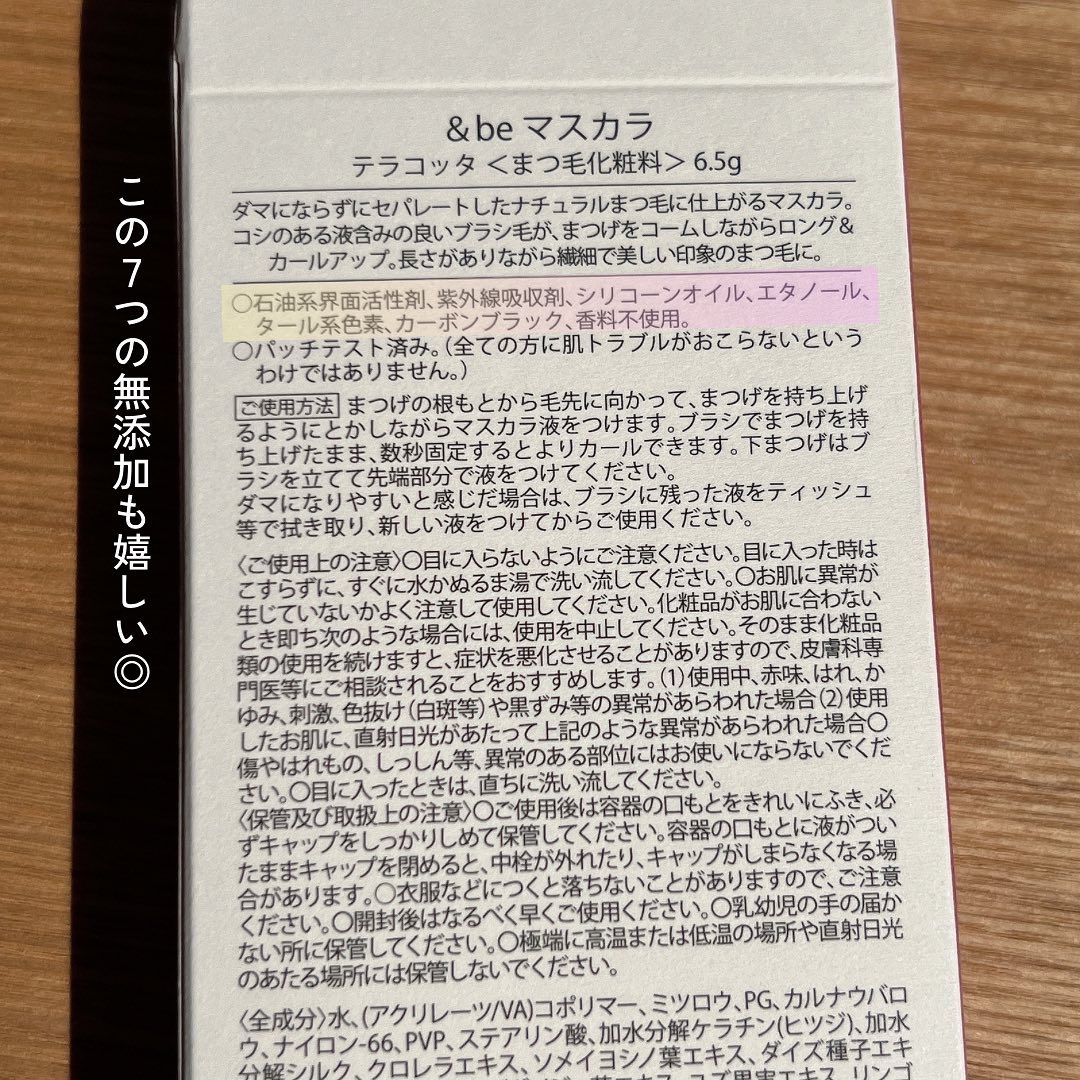 &be マスカラ
テラコッタ <まつ毛化粧料> 6.5g
ダマにならずにセパレートしたナチュラルまつ毛に仕上がるマスカラ。
コシのある液含みの良いブラシ毛が、まつげをコームしながらロング&
カールアップ。長さがありながら繊細で美しい印象のまつ毛に。
○石油系界面活性剤、紫外線吸収剤、シリコーンオイル、エタノール、
タール系色素、カーボンブラック、香料不使用。
○パッチテスト済み。(全ての方に肌トラブルがおこらないという
わけではありません。)
ご使用方法 まつげの根もとから毛先に向かって、まつげを持ち上げ
るようにとかしながらマスカラ液をつけます。ブラシでまつげを持
ち上げたまま、数秒固定するとよりカールできます。下まつげはブ
ラシを立てて先端部分で液をつけてください。
ダマになりやすいと感じだ場合は、ブラシに残った液をティッシュ
等で拭き取り、新しい液をつけてからご使用ください。
〈ご使用上の注意〉○目に入らないようにご注意ください。目に入った時は
こすらずに、すぐに水かぬるま湯で洗い流してください。○お肌に異常が
生じていないかよく注意して使用してください。化粧品がお肌に合わない
とき即ち次のような場合には、使用を中止してください。そのまま化粧品
類の使用を続けますと、症状を悪化させることがありますので、皮膚科専
門医等にご相談されることをおすすめします。(1)使用中、赤味、はれ、か
ゆみ、刺激、色抜け(白斑等)や黒ずみ等の異常があらわれた場合(2)使用
したお肌に、直射日光があたって上記のような異常があらわれた場合○
傷やはれもの、しっしん等、異常のある部位にはお使いにならないでくだ
さい。○目に入ったときは、直ちに洗い流してください。
〈保管及び取扱上の注意〉○ご使用後は容器の口もとをきれいにふき、必
ずキャップをしっかりしめて保管してください。容器の口もとに液がつい
たままキャップを閉めると、中栓が外れたり、キャップがしまらなくなる場
合があります。○衣服などにつくと落ちないことがありますので、ご注意
ください。○開封後はなるべく早くご使用ください。○乳幼児の手の届か
ない所に保管してください。○極端に高温または低温の場所や直射日光
のあたる場所には保管しないでください。
〈全成分〉水、(アクリレーツ/VA)コポリマー、ミツロウ、PG、カルナウバロ
ウ、ナイロン-66、PVP、ステアリン酸、加水分解ケラチン(ヒツジ)、加水
分解シルク、クロレラエキス、ソメイヨシノ葉エキス、ダイズ種子エキ
この7つの無添加も嬉しい◎